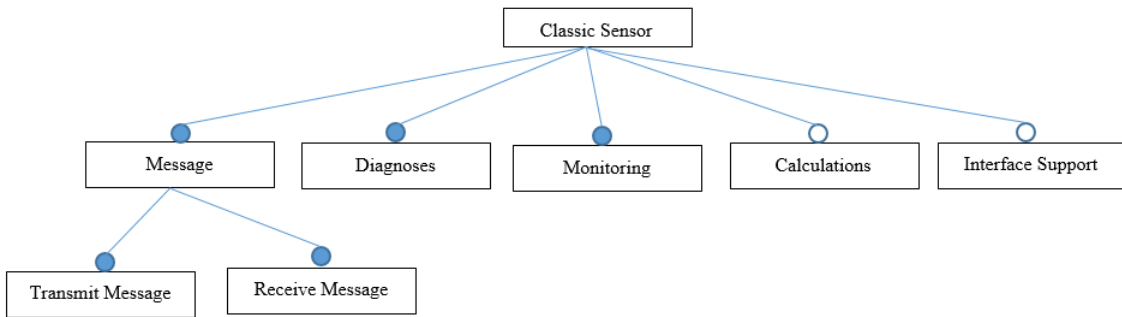 Classic Sensor
Message
Diagnoses
Monitoring
Calculations
Interface Support
Transmit Message
Receive Message